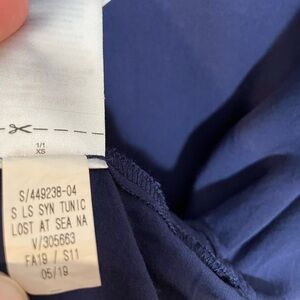 1/1
XS
S/449238-04
S LS SYN TUNIC
LOST AT SEA NA
V/305663
FA19 / S11
05/19